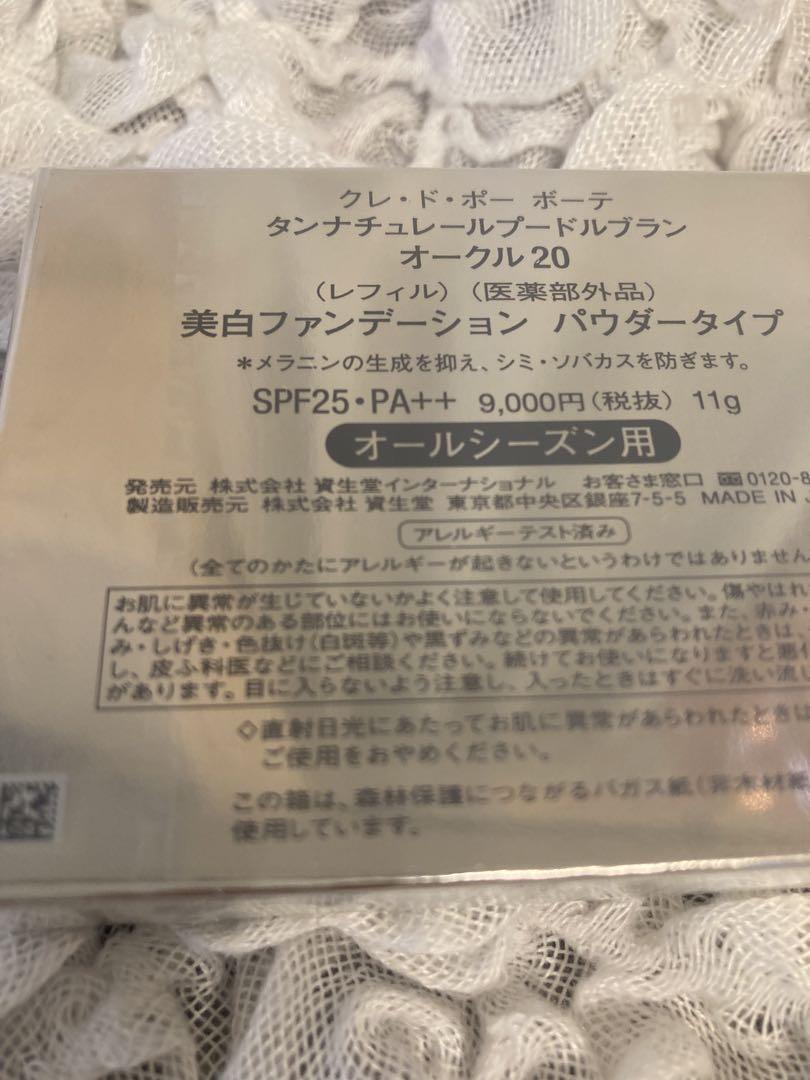 クレ・ド・ポー ボーテ
タンナチュレールプードルブラン
オークル20
(レフィル)(医薬部外品)
美白ファンデーション パウダータイプ
*メラニンの生成を抑え、シミ・ソバカスを防ぎます。
SPF25・PA++ 9,000円(税抜) 11g
オールシーズン用
発売元 株式会社 資生堂インターナショナル お客さま窓口 0120-8
製造販売元 株式会社 資生堂 東京都中央区銀座7-5-5 MADE IN J
アレルギーテスト済み
(全てのかたにアレルギーが起きないというわけではありません
お肌に異常が生じていないかよく注意して使用してください。傷やはれ
んなど異常のある部位にはお使いにならないでください。また、赤み・
み・しげき・色抜け(白斑等)や黒ずみなどの異常があらわれたときは、
し、皮ふ科医などにご相談ください。続けてお使いになりますと悪化
があります。目に入らないよう注意し、入ったときはすぐに洗い流し
◇直射日光にあたってお肌に異常があらわれたときは
ご使用をおやめください。
この箱は、森林保護につながるバガス紙(非木材紙
使用しています。